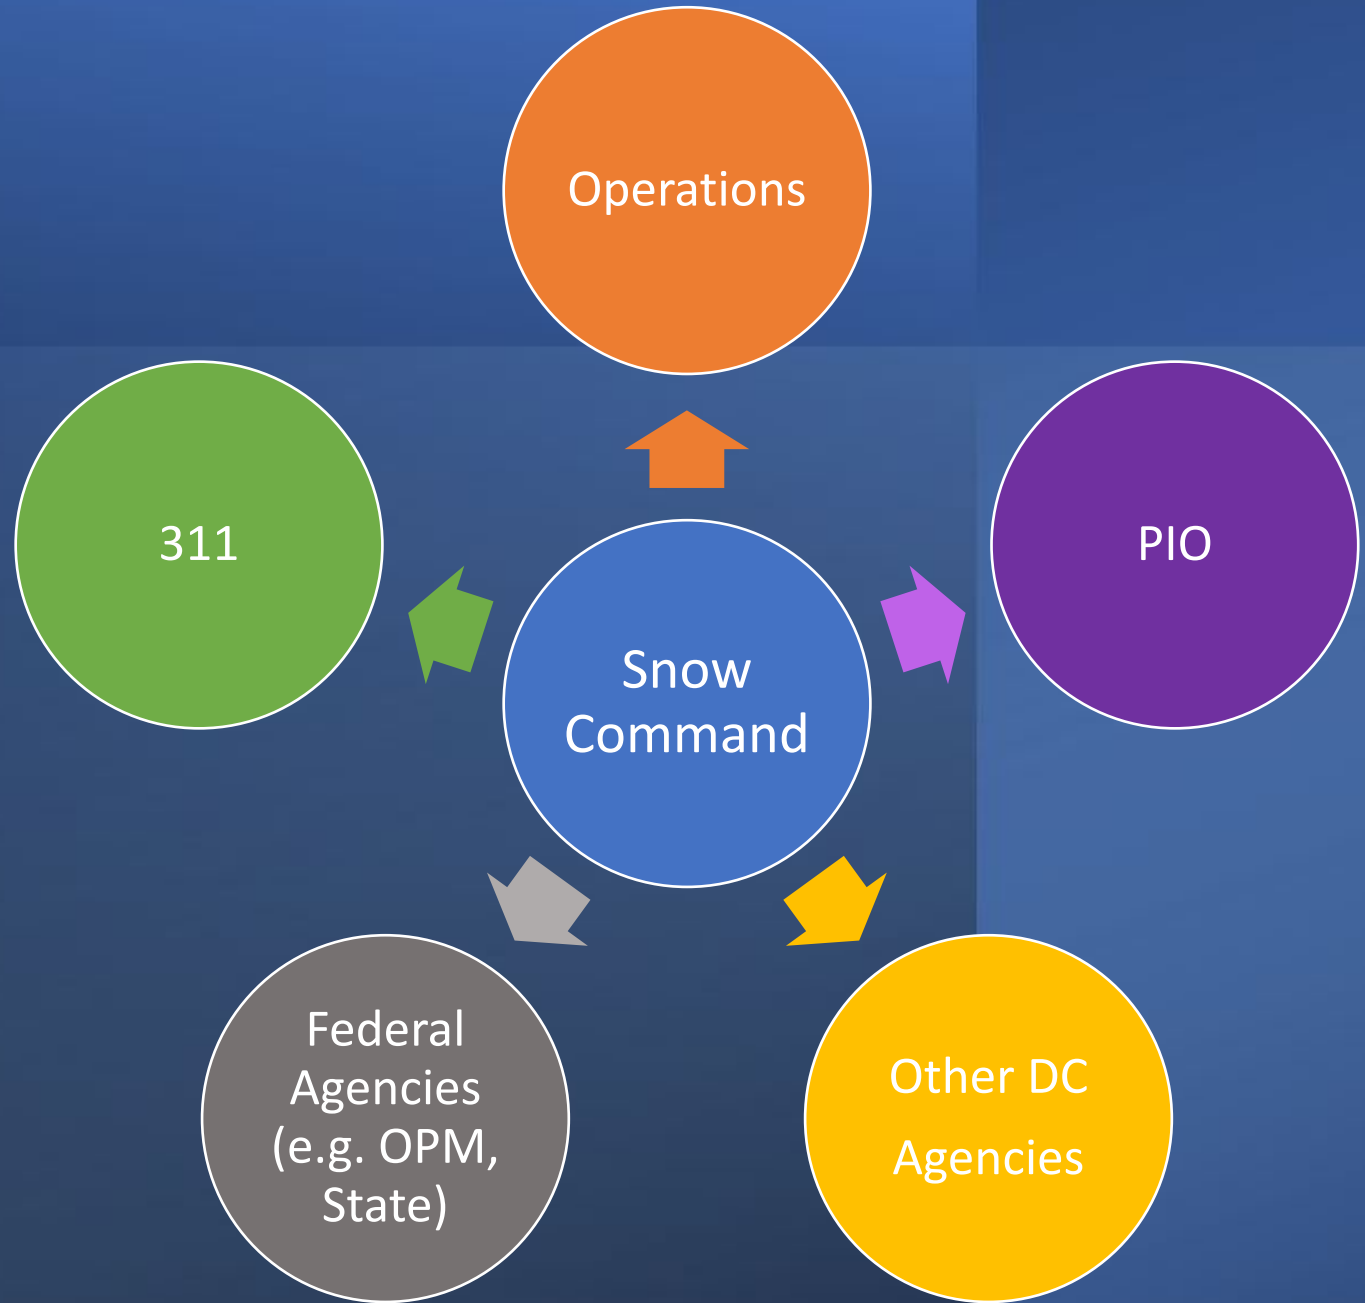 Operations
311
PIO
Snow
Command
Federal
Agencies
(e.g. OPM,
State)
Other DC
Agencies